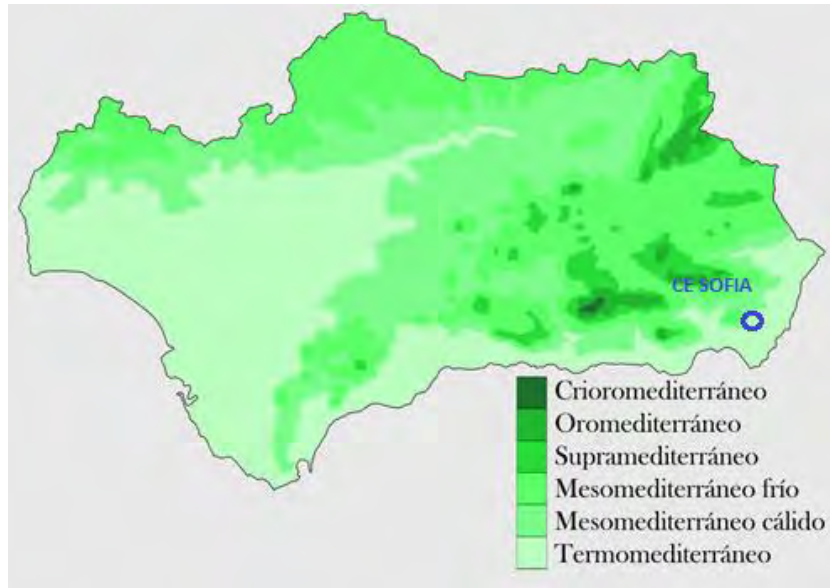 CE SOFIA
Crioromediterráneo
Oromediterráneo
Supramediterráneo
Mesomediterráneo frío
Mesomediterráneo cálido
Termomediterráneo